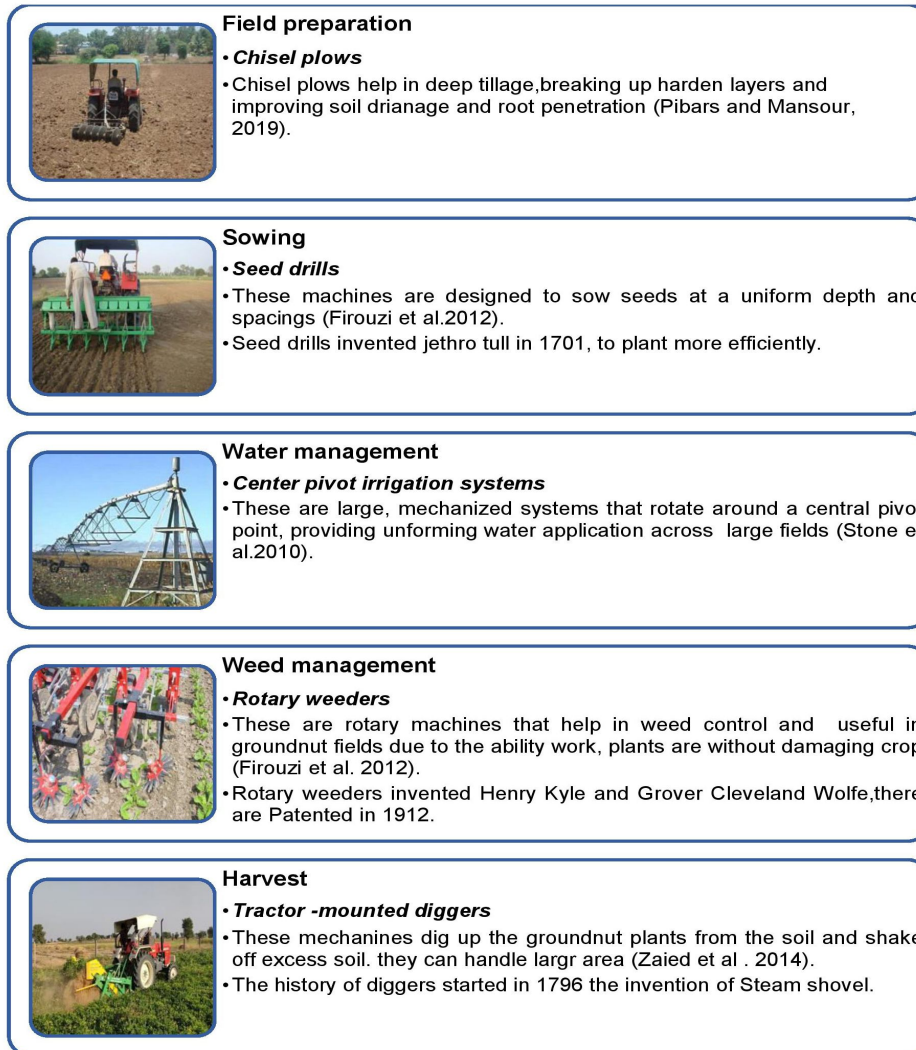 Field preparation
•Chisel plows
•Chisel plows help in deep tillage,breaking up harden layers and
improving soil drianage and root penetration (Pibars and Mansour,
2019).
Sowing
•Seed drills
•These machines are designed to sow seeds at a uniform depth and
spacings (Firouzi et al.2012).
•Seed drills invented jethro tull in 1701, to plant more efficiently.
Water management
•Center pivot irrigation systems
•These are large, mechanized systems that rotate around a central pivo
point, providing unforming water application across large fields (Stone e
al.2010).
Weed management
•Rotary weeders
•These are rotary machines that help in weed control and useful in
groundnut fields due to the ability work, plants are without damaging crop
(Firouzi et al. 2012).
•Rotary weeders invented Henry Kyle and Grover Cleveland Wolfe,there
are Patented in 1912.
Harvest
•Tractor -mounted diggers
•These mechanines dig up the groundnut plants from the soil and shake
off excess soil. they can handle largr area (Zaied et al . 2014).
•The history of diggers started in 1796 the invention of Steam shovel.